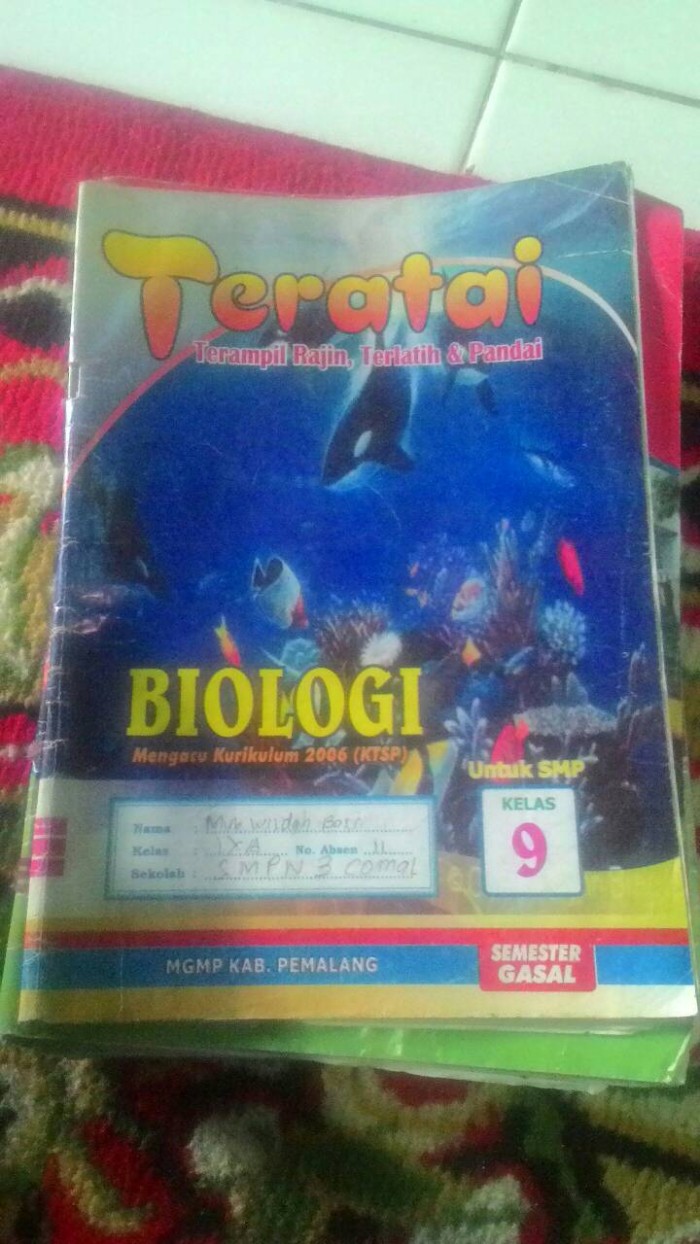 Teratai
Terampil Rajin, Terlatih & Pandai
BIOLOGI
Mengacu Kurikulum 2006 (KTSP)
Untuk SMP
KELAS
9
Nama : wildan
Kelas : IXA No. Absen 11
Sekolah : SMPN 3 Comal
SEMESTER
GASAL
MGMP KAB. PEMALANG